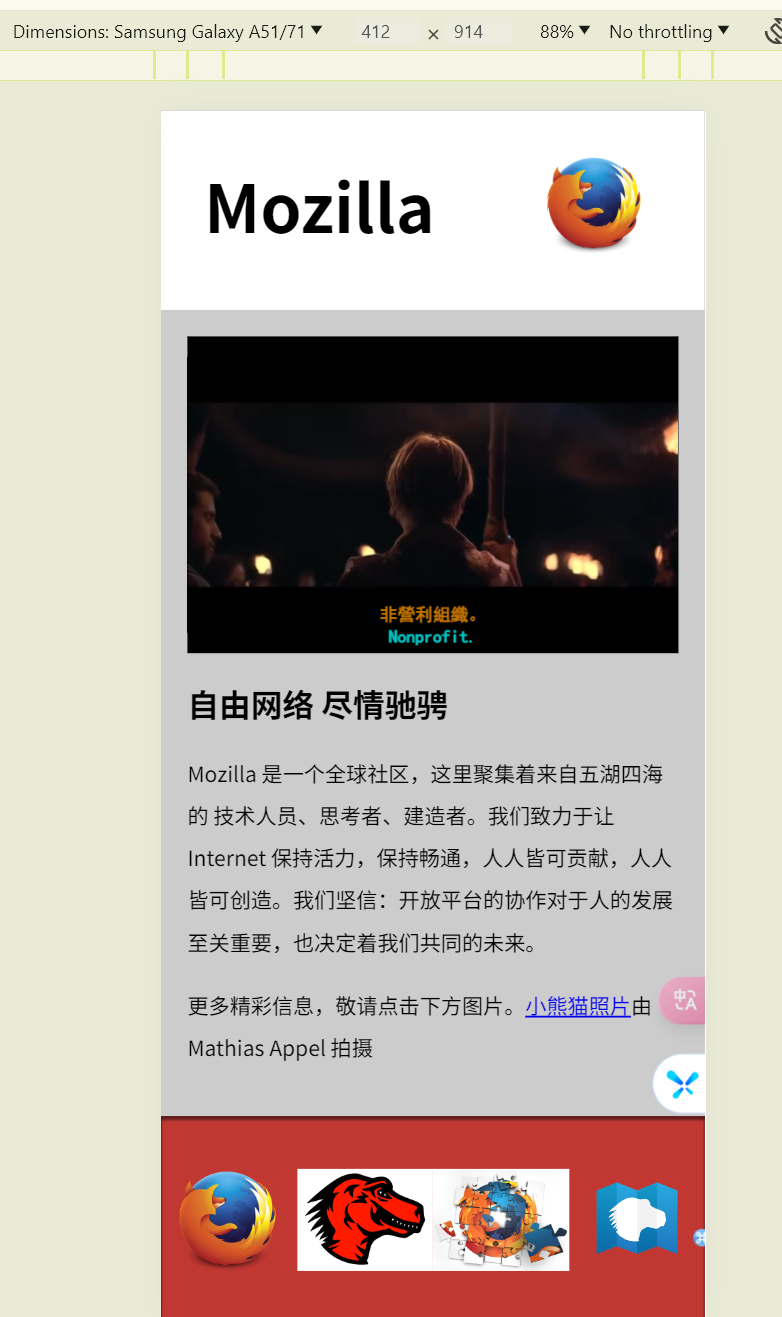 Dimensions: Samsung Galaxy A51/71 ▼ 412 × 914 88% ▼ No throttling ▼
Mozilla
非營利組織。
Nonprofit.
自由网络 尽情驰骋
Mozilla 是一个全球社区，这里聚集着来自五湖四海
的 技术人员、思考者、建造者。我们致力于让
Internet 保持活力，保持畅通，人人皆可贡献，人人
皆可创造。我们坚信：开放平台的协作对于人的发展
至关重要，也决定着我们共同的未来。
更多精彩信息，敬请点击下方图片。小熊猫照片由
Mathias Appel 拍摄
中A